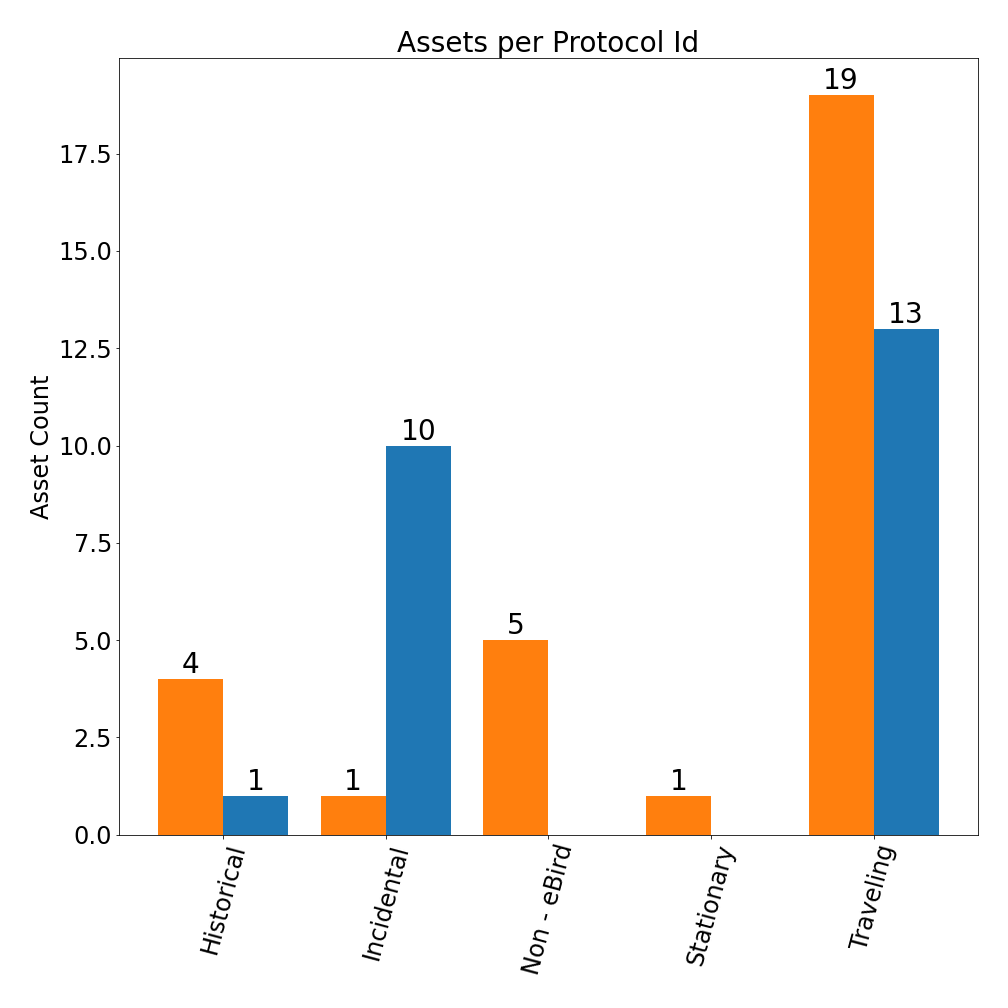 Assets per Protocol Id
Asset Count
17.5
15.0
12.5
10.0
7.5
5.0
2.5
0.0
4
1
1
10
5
1
19
13
Historical
Incidental
Non - eBird
Stationary
Traveling